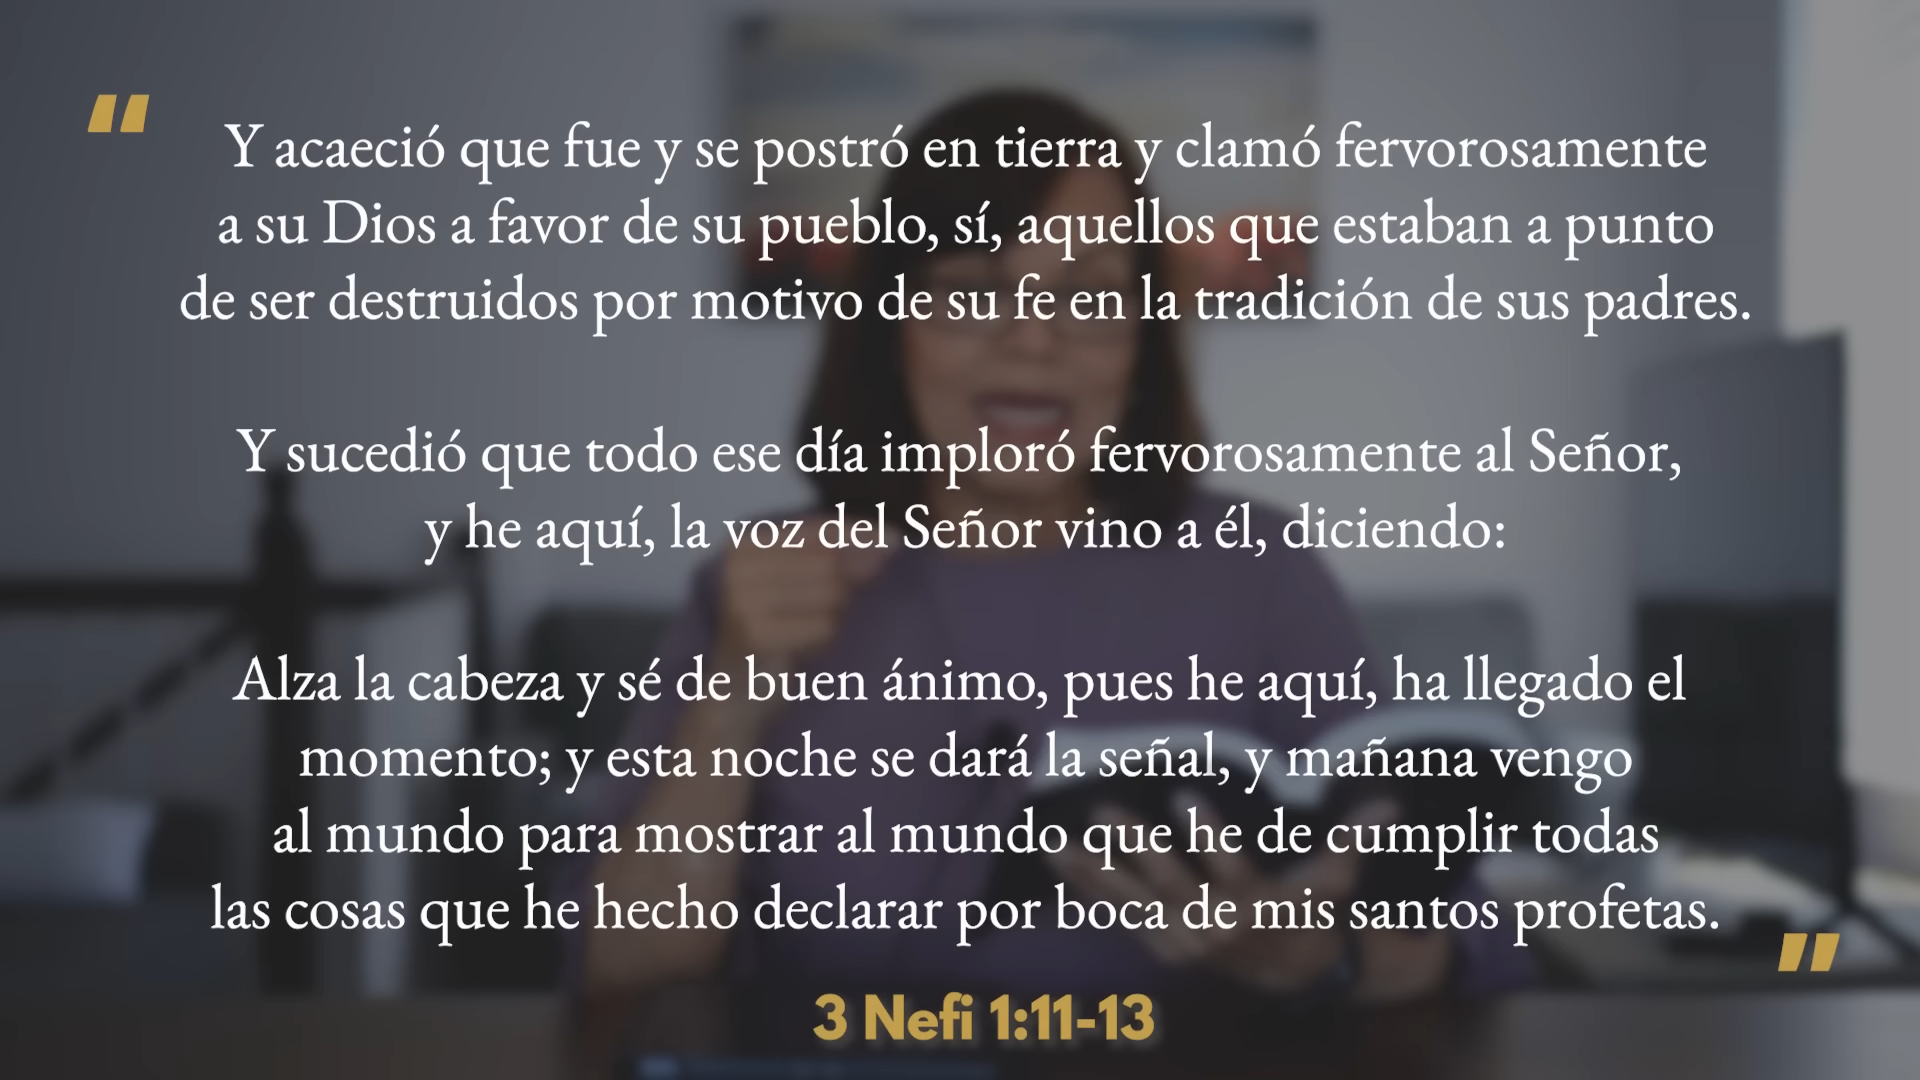 “
Y acaeció que fue y se postró en tierra y clamó fervorosamente
a su Dios a favor de su pueblo, sí, aquellos que estaban a punto
de ser destruidos por motivo de su fe en la tradición de sus padres.
Y sucedió que todo ese día imploró fervorosamente al Señor,
y he aquí, la voz del Señor vino a él, diciendo:
Alza la cabeza y sé de buen ánimo, pues he aquí, ha llegado el
momento; y esta noche se dará la señal, y mañana vengo
al mundo para mostrar al mundo que he de cumplir todas
las cosas que he hecho declarar por boca de mis santos profetas.
”
3 Nefi 1:11-13